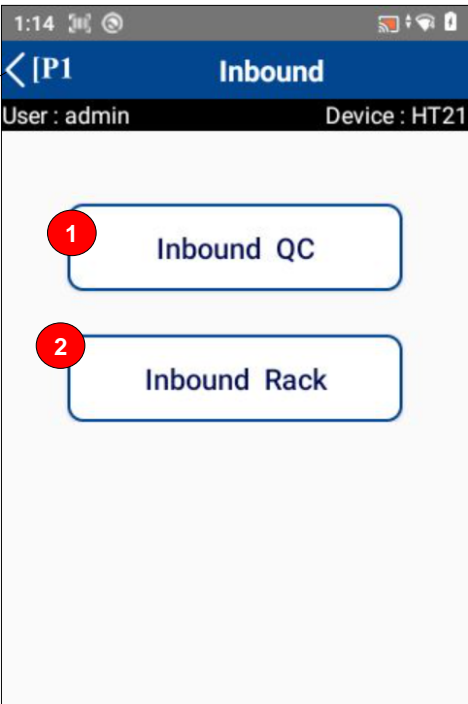 1:14
[P1 Inbound
User : admin Device : HT21
1
Inbound QC
2
Inbound Rack